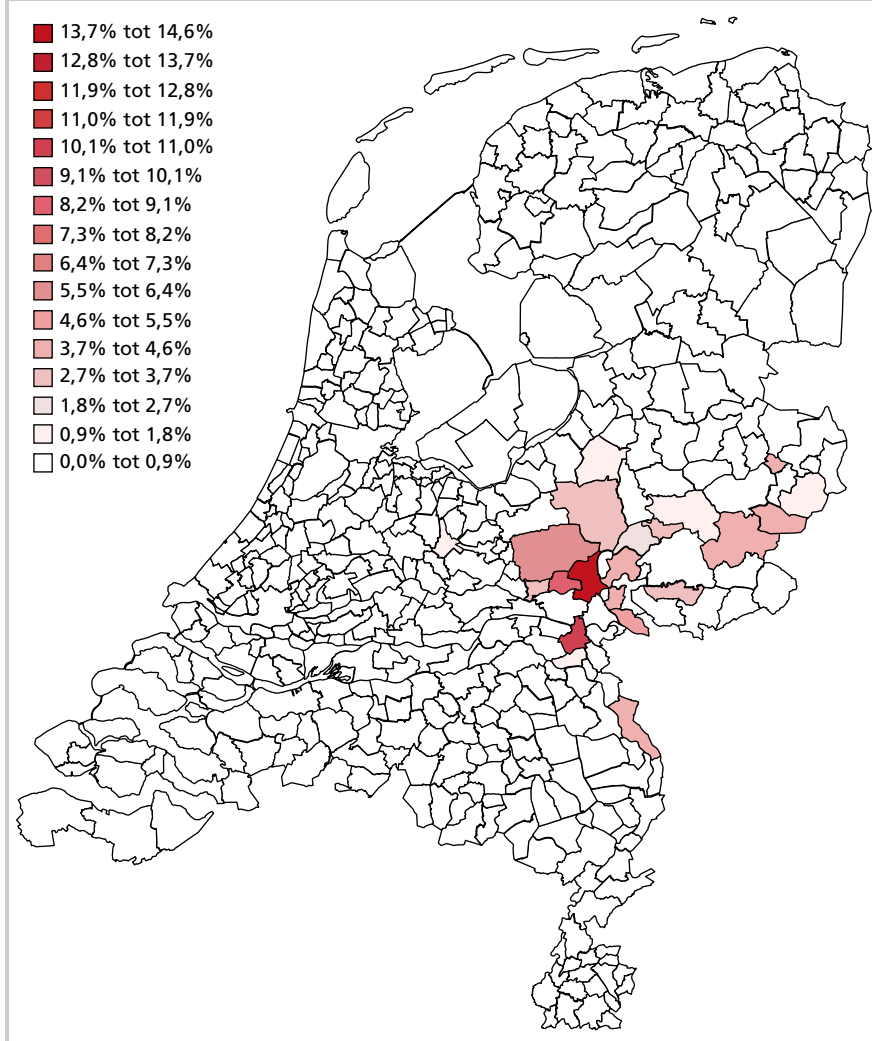 13,7% tot 14,6%
12,8% tot 13,7%
11,9% tot 12,8%
11,0% tot 11,9%
10,1% tot 11,0%
9,1% tot 10,1%
8,2% tot 9,1%
7,3% tot 8,2%
6,4% tot 7,3%
5,5% tot 6,4%
4,6% tot 5,5%
3,7% tot 4,6%
2,7% tot 3,7%
1,8% tot 2,7%
0,9% tot 1,8%
0,0% tot 0,9%